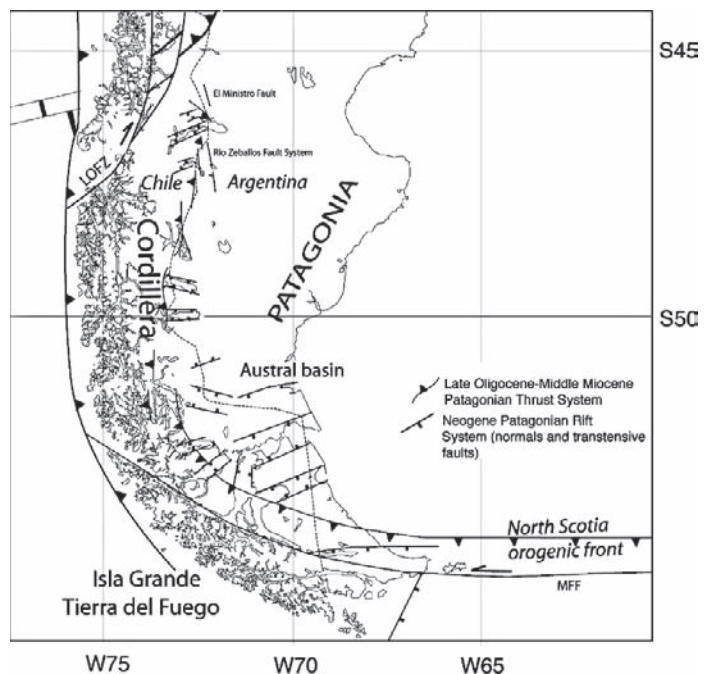 S45
El Ministro Fault
LOFZ
Río Zeballos Fault System
Chile
Argentina
PATAGONIA
Cordillera
S50
Austral basin
Late Oligocene-Middle Miocene
Patagonian Thrust System
Neogene Patagonian Rift
System (normals and transtensive
faults)
North Scotia
orogenic front
Isla Grande
Tierra del Fuego
MFF
W75
W70
W65